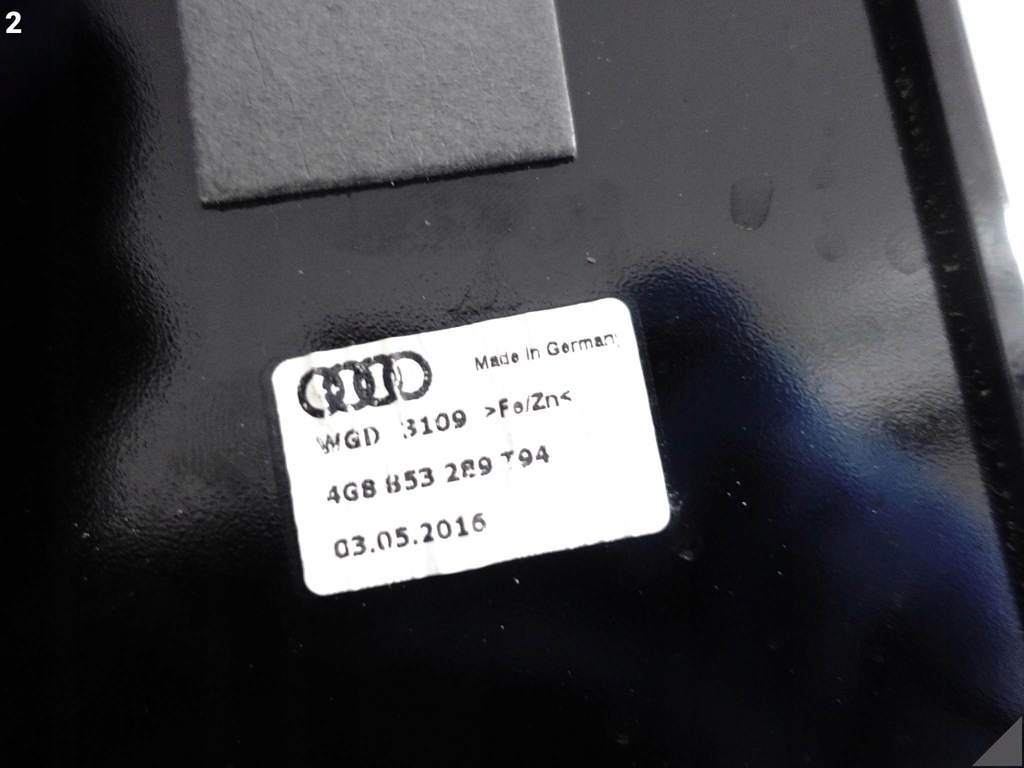 2
Made in Germany
WGD 3109 >Fe/Zn<
4G8 853 289 T94
03.05.2016